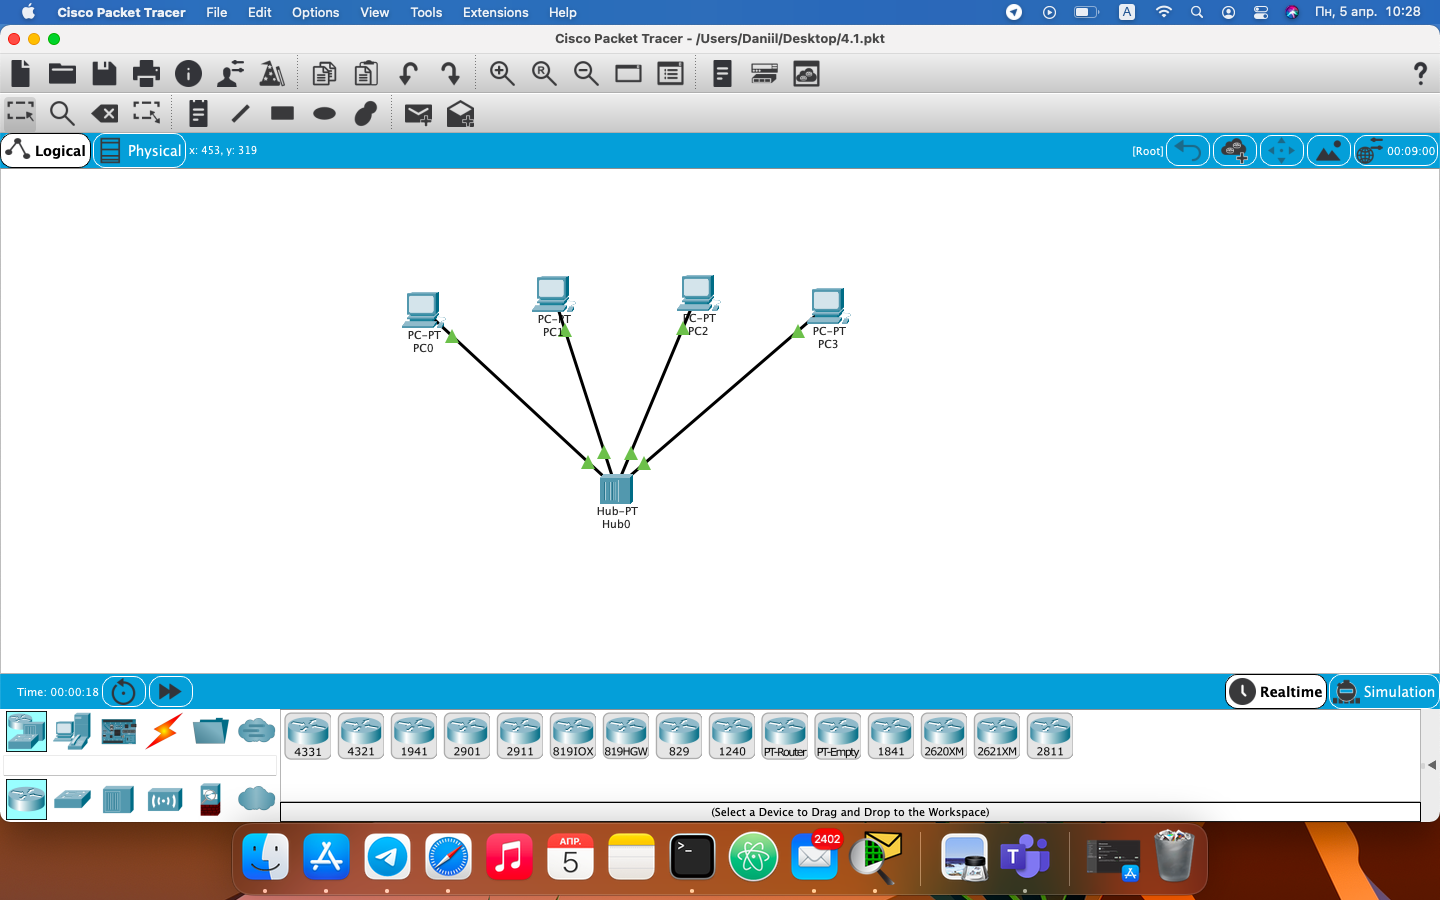 Cisco Packet Tracer File Edit Options View Tools Extensions Help A Пн, 5 апр. 10:28
Cisco Packet Tracer - /Users/Daniil/Desktop/4.1.pkt
Logical Physical x: 453, y: 319 [Root] 00:09:00
PC-PT
PC0
PC-PT
PC1
PC-PT
PC2
PC-PT
PC3
Hub-PT
Hub0
Time: 00:00:18 Realtime Simulation
4331 4321 1941 2901 2911 819IOX 819HGW 829 1240 PT-Router PT-Empty 1841 2620XM 2621XM 2811
(Select a Device to Drag and Drop to the Workspace)
АПР.
5
2402